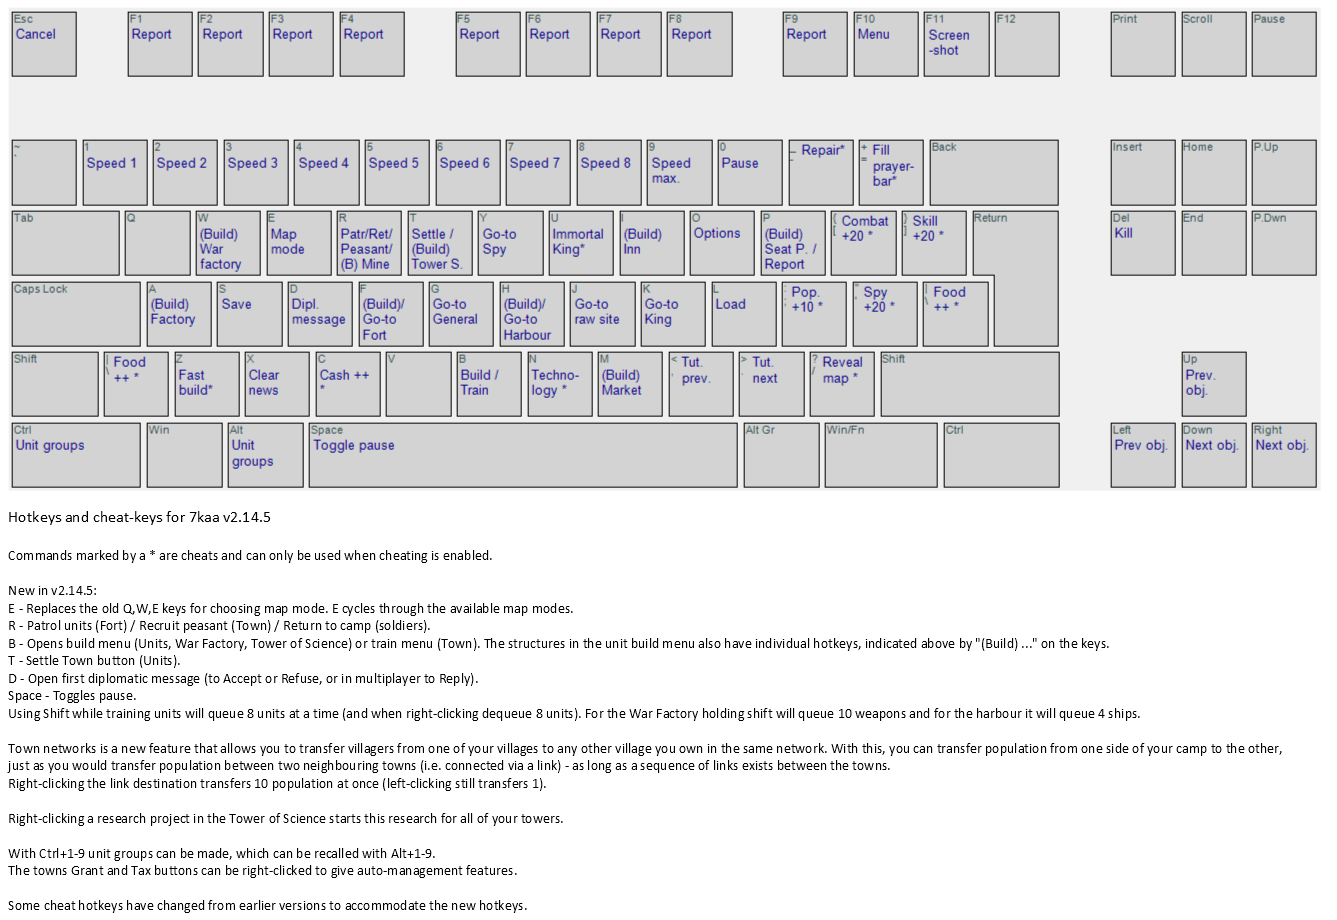 Esc F1 F2 F3 F4 F5 F6 F7 F8 F9 F10 F11 F12 Print Scroll Pause
Cancel Report Report Report Report Report Report Report Report Report Menu Screen
-shot
~ 1 2 3 4 5 6 7 8 9 0 _ + Back Insert Home P.Up
` Speed 1 Speed 2 Speed 3 Speed 4 Speed 5 Speed 6 Speed 7 Speed 8 Speed Pause - Repair* = Fill
max. prayer-
bar*
Tab Q W E R T Y U I O P { } Return Del End P.Dwn
(Build) Map Patr/Ret/ Settle / Go-to Immortal (Build) Options (Build) [ Combat ] Skill Kill
War mode Peasant/ (Build) Spy King* Inn Seat P. / +20 * +20 *
factory (B) Mine Tower S. Report
Caps Lock A S D F G H J K L : " |
(Build) Save Dipl. (Build)/ Go-to (Build)/ Go-to Go-to Load ; Pop. ' Spy \ Food
Factory message Go-to General Go-to raw site King +10 * +20 * ++ *
Fort Harbour
Shift | Z X C V B N M < > ? Shift Up
\ Food Fast Clear Cash ++ Build / Techno- (Build) , Tut. . Tut. / Reveal Prev.
++ * build* news * Train logy * Market prev. next map * obj.
Ctrl Win Alt Space Alt Gr Win/Fn Ctrl Left Down Right
Unit groups Unit Toggle pause Prev obj. Next obj. Next obj.
groups
Hotkeys and cheat-keys for 7kaa v2.14.5
Commands marked by a * are cheats and can only be used when cheating is enabled.
New in v2.14.5:
E - Replaces the old Q,W,E keys for choosing map mode. E cycles through the available map modes.
R - Patrol units (Fort) / Recruit peasant (Town) / Return to camp (soldiers).
B - Opens build menu (Units, War Factory, Tower of Science) or train menu (Town). The structures in the unit build menu also have individual hotkeys, indicated above by "(Build) ..." on the keys.
T - Settle Town button (Units).
D - Open first diplomatic message (to Accept or Refuse, or in multiplayer to Reply).
Space - Toggles pause.
Using Shift while training units will queue 8 units at a time (and when right-clicking dequeue 8 units). For the War Factory holding shift will queue 10 weapons and for the harbour it will queue 4 ships.
Town networks is a new feature that allows you to transfer villagers from one of your villages to any other village you own in the same network. With this, you can transfer population from one side of your camp to the other,
just as you would transfer population between two neighbouring towns (i.e. connected via a link) - as long as a sequence of links exists between the towns.
Right-clicking the link destination transfers 10 population at once (left-clicking still transfers 1).
Right-clicking a research project in the Tower of Science starts this research for all of your towers.
With Ctrl+1-9 unit groups can be made, which can be recalled with Alt+1-9.
The towns Grant and Tax buttons can be right-clicked to give auto-management features.
Some cheat hotkeys have changed from earlier versions to accommodate the new hotkeys.